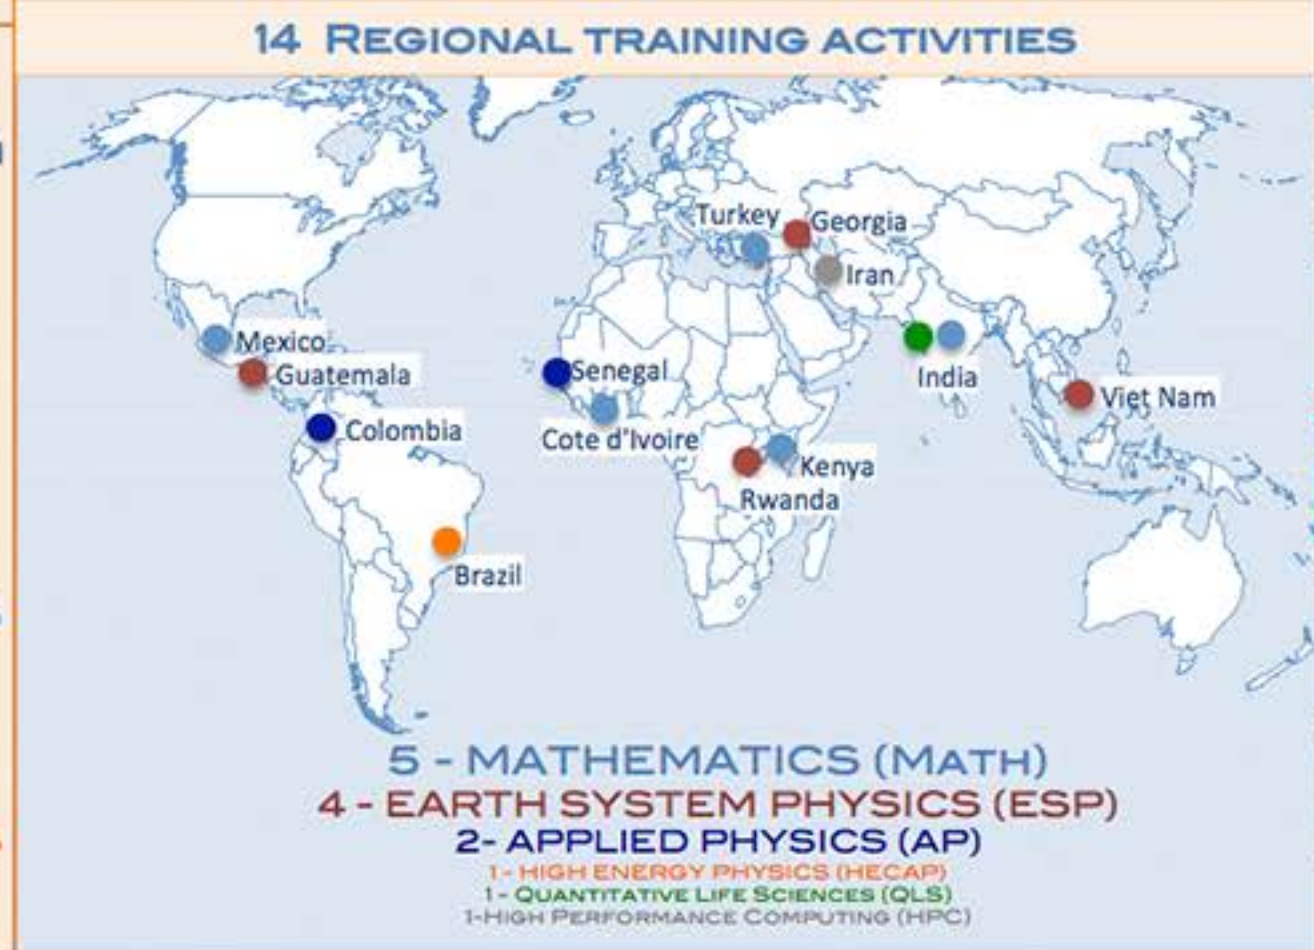 14 REGIONAL TRAINING ACTIVITIES
Turkey
Georgia
Iran
Mexico
Guatemala
Senegal
India
Viet Nam
Colombia
Cote d'Ivoire
Kenya
Rwanda
Brazil
5 - MATHEMATICS (MATH)
4 - EARTH SYSTEM PHYSICS (ESP)
2- APPLIED PHYSICS (AP)
1 - HIGH ENERGY PHYSICS (HECAP)
1 - QUANTITATIVE LIFE SCIENCES (QLS)
1-HIGH PERFORMANCE COMPUTING (HPC)